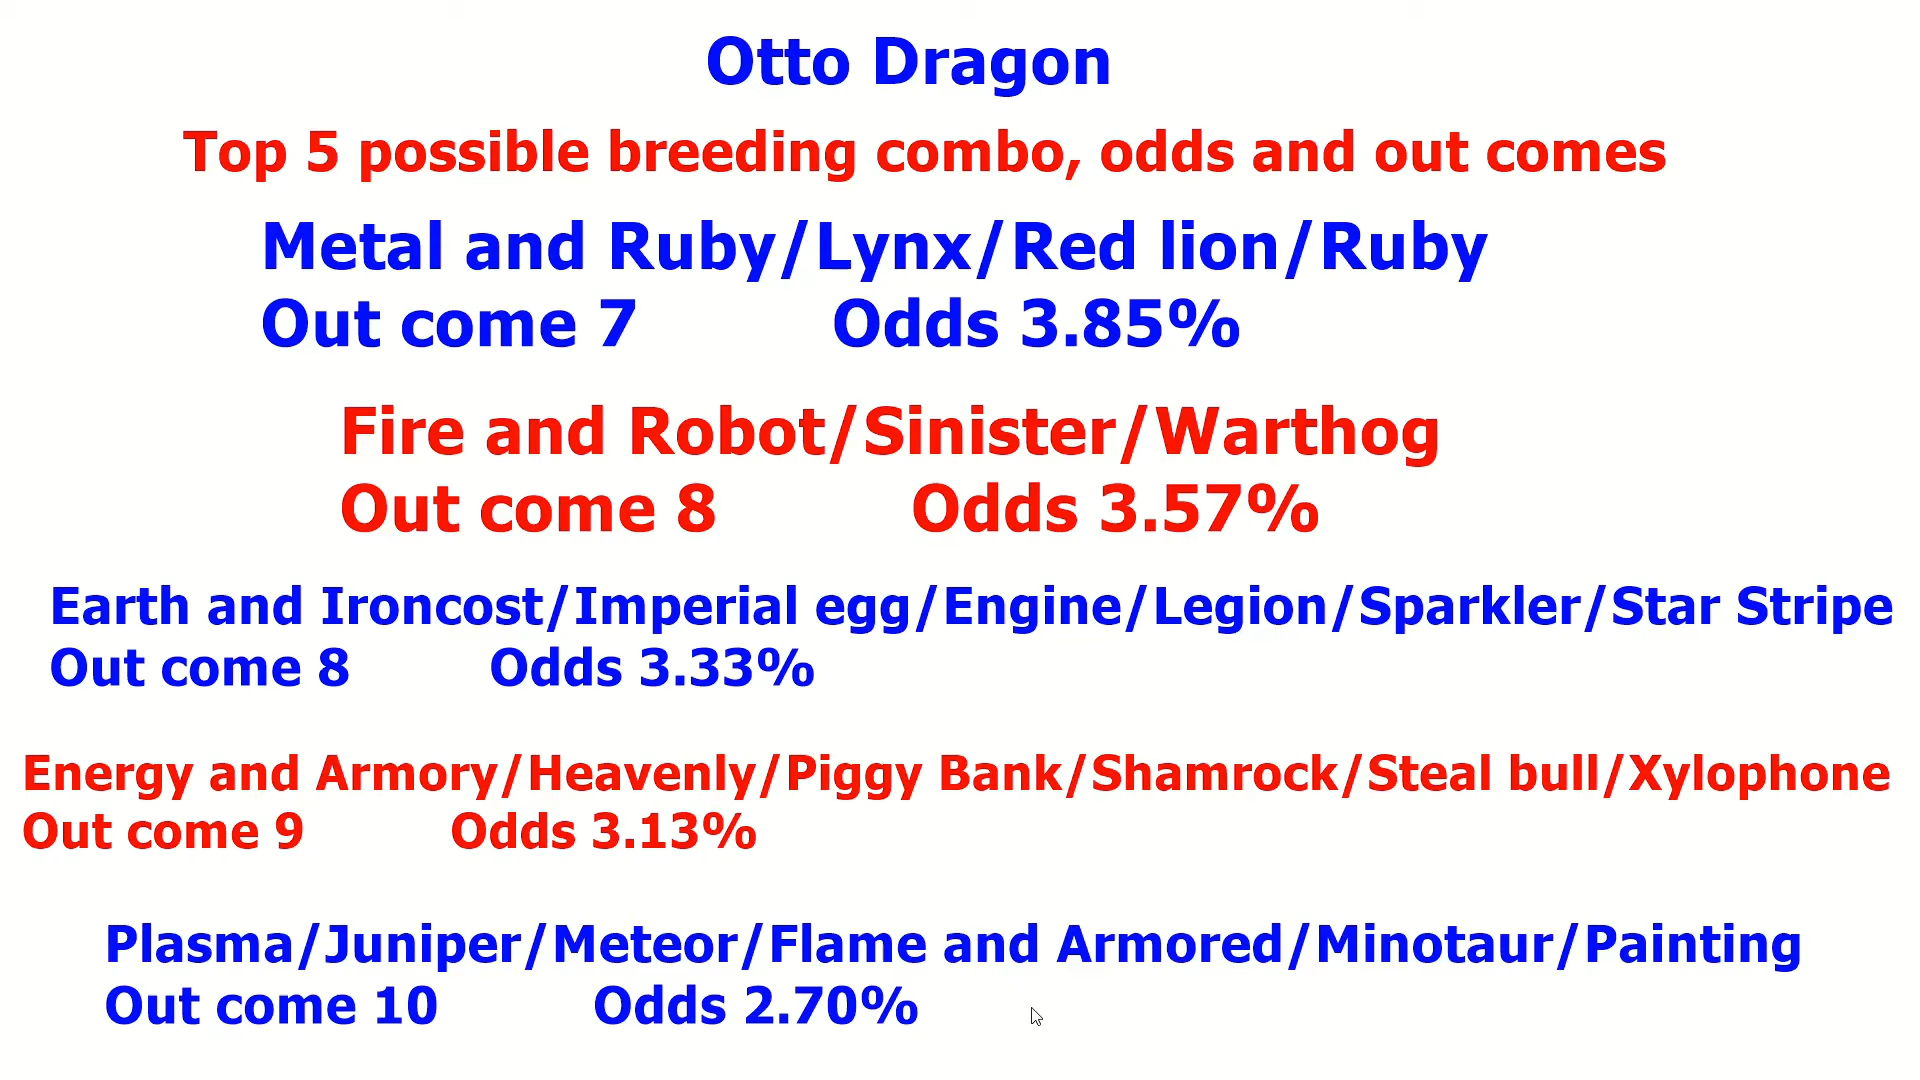 Otto Dragon
Top 5 possible breeding combo, odds and out comes
Metal and Ruby/Lynx/Red lion/Ruby
Out come 7 Odds 3.85%
Fire and Robot/Sinister/Warthog
Out come 8 Odds 3.57%
Earth and Ironcost/Imperial egg/Engine/Legion/Sparkler/Star Stripe
Out come 8 Odds 3.33%
Energy and Armory/Heavenly/Piggy Bank/Shamrock/Steal bull/Xylophone
Out come 9 Odds 3.13%
Plasma/Juniper/Meteor/Flame and Armored/Minotaur/Painting
Out come 10 Odds 2.70%